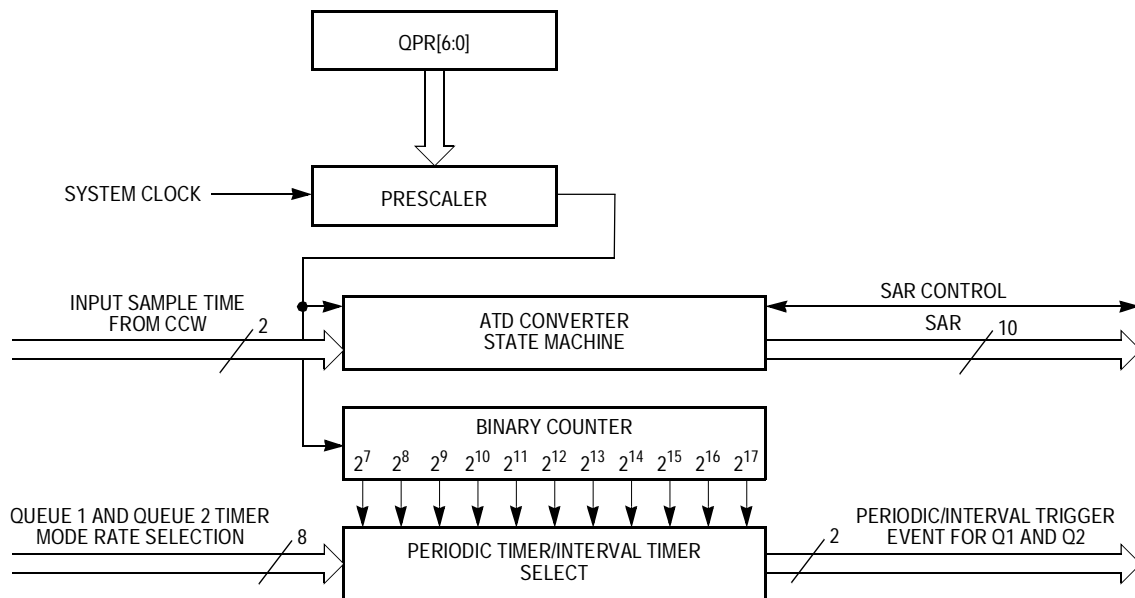 QPR[6:0]
SYSTEM CLOCK
PRESCALER
INPUT SAMPLE TIME
FROM CCW
2
ATD CONVERTER
STATE MACHINE
SAR CONTROL
SAR
10
BINARY COUNTER
2^7 2^8 2^9 2^10 2^11 2^12 2^13 2^14 2^15 2^16 2^17
QUEUE 1 AND QUEUE 2 TIMER
MODE RATE SELECTION
8
PERIODIC TIMER/INTERVAL TIMER
SELECT
2
PERIODIC/INTERVAL TRIGGER
EVENT FOR Q1 AND Q2